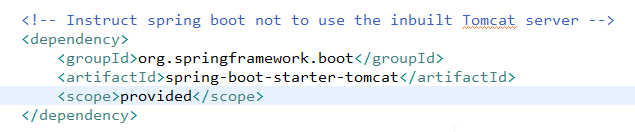 <!-- Instruct spring boot not to use the inbuilt Tomcat server -->
<dependency>
<groupId>org.springframework.boot</groupId>
<artifactId>spring-boot-starter-tomcat</artifactId>
<scope>provided</scope>
</dependency>